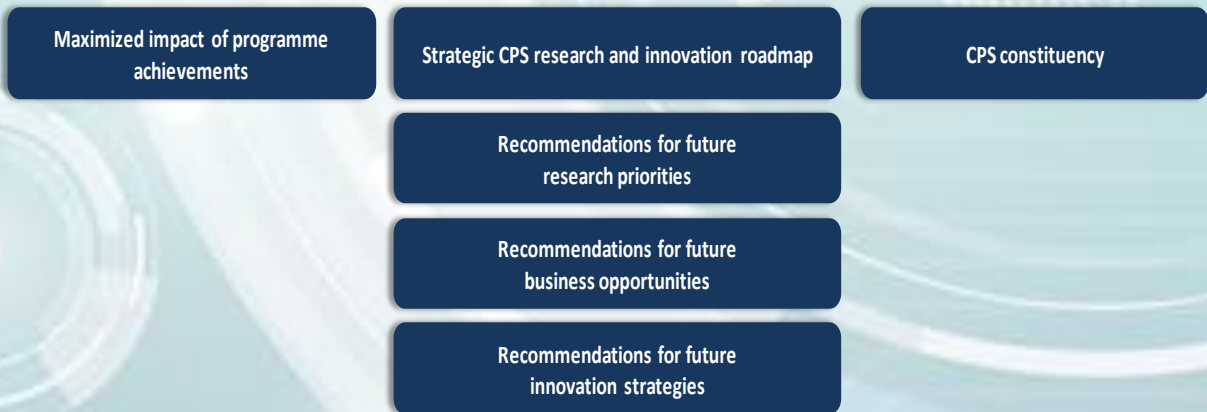 Maximized impact of programme
achievements
Strategic CPS research and innovation roadmap
CPS constituency
Recommendations for future
research priorities
Recommendations for future
business opportunities
Recommendations for future
innovation strategies